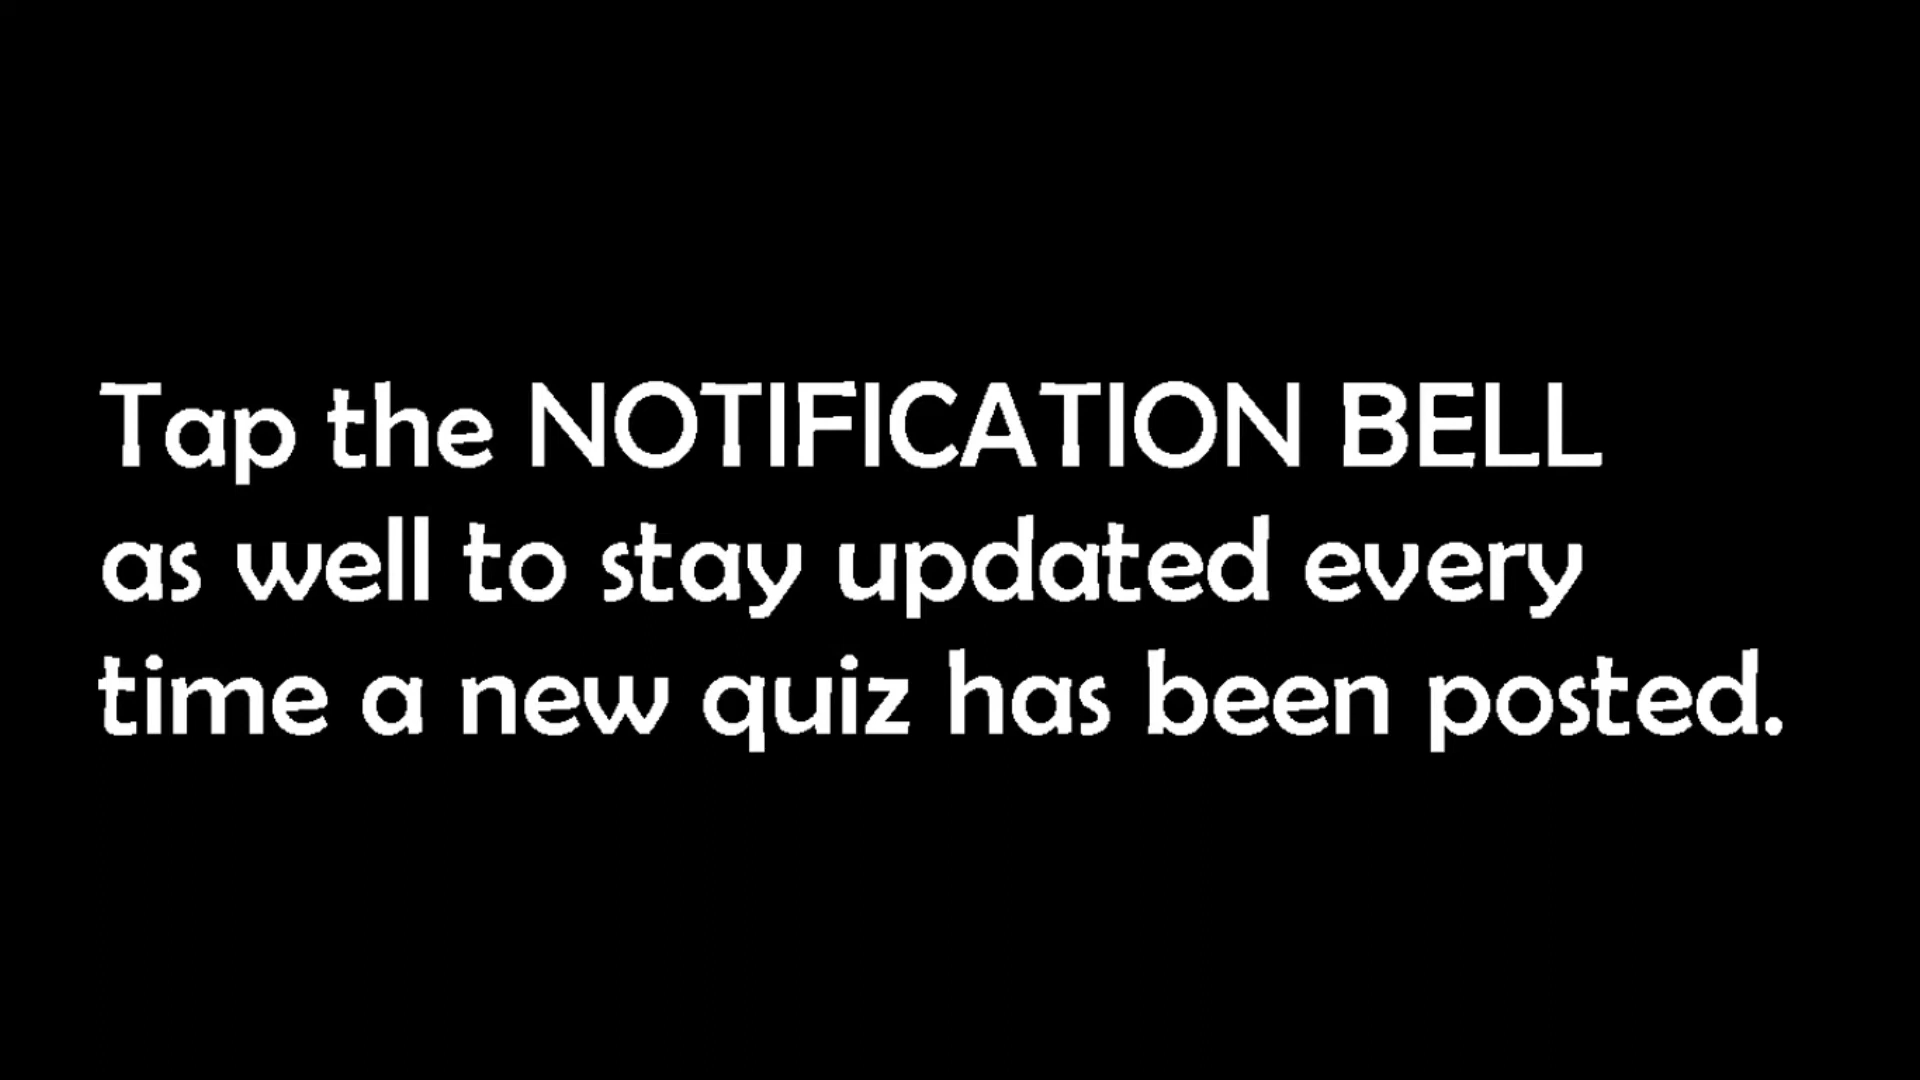 Tap the NOTIFICATION BELL
as well to stay updated every
time a new quiz has been posted.